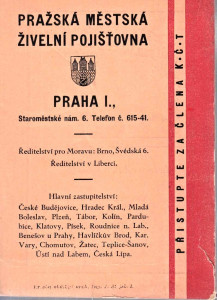 PRAŽSKÁ MĚSTSKÁ
ŽIVELNÍ POJIŠŤOVNA
PRAHA I.,
Staroměstské nám. 6. Telefon č. 615-41.
Ředitelství pro Moravu: Brno, Švédská 6.
Ředitelství v Liberci.
Hlavní zastupitelství:
České Budějovice, Hradec Král., Mladá
Boleslav, Plzeň, Tábor, Kolín, Pardu-
bice, Klatovy, Písek, Roudnice n. Lab.,
Benešov u Prahy, Havlíčkův Brod, Kar.
Vary, Chomutov, Žatec, Teplice-Šanov,
Ústí nad Labem, Česká Lípa.
PŘISTUPTE ZA ČLENA K·Č·T